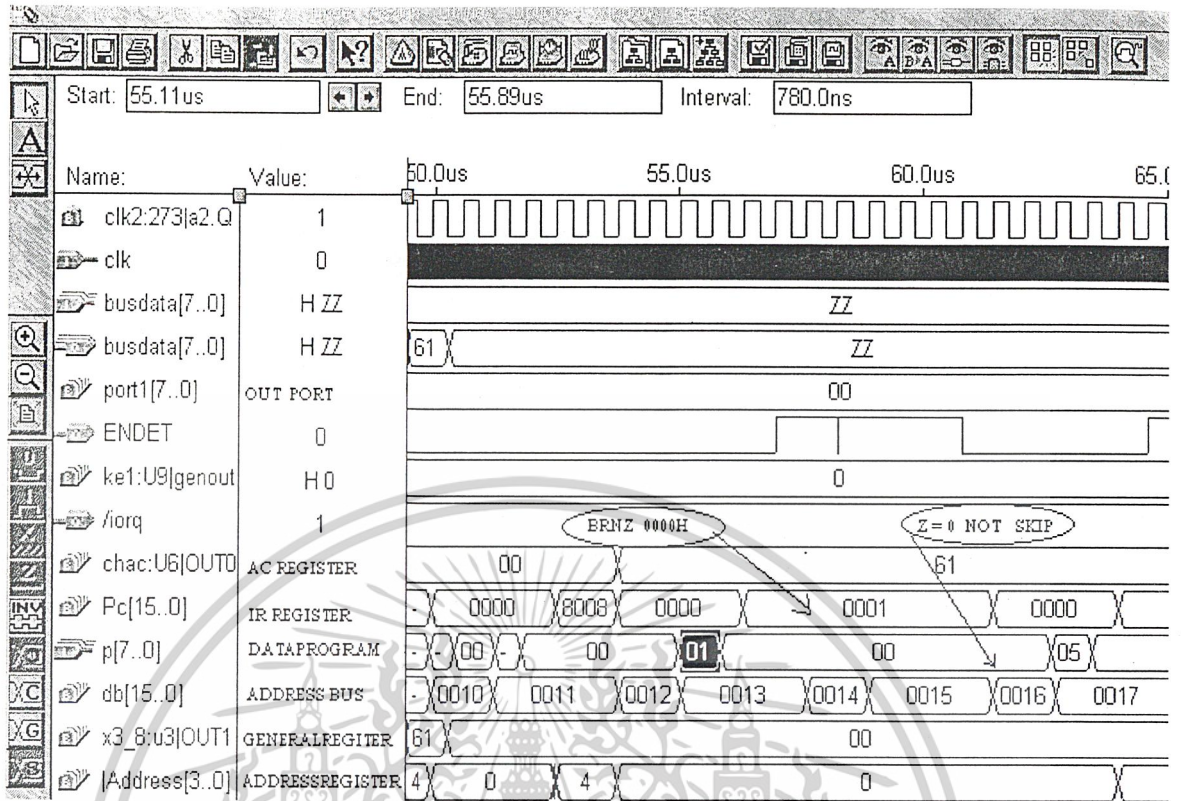 Start: 55.11us End: 55.89us Interval: 780.0ns
Name: Value: 50.0us 55.0us 60.0us
clk2:273|a2.Q 1
clk 0
busdata[7..0] H ZZ ZZ
busdata[7..0] H ZZ 61 ZZ
port1[7..0] OUT PORT 00
ENDET 0
ke1:U9|genout H 0 0
/iorq 1 BRNZ 0000H Z=0 NOT SKIP
chac:U6|OUT0 AC REGISTER 00 61
Pc[15..0] IR REGISTER - 0000 8008 0000 0001 0000
p[7..0] DATAPROGRAM - - 00 - 00 01 00 05
db[15..0] ADDRESS BUS - 0010 0011 0012 0013 0014 0015 0016 0017
x3_8:u3|OUT1 GENERALREGITER 61 00
|Address[3..0] ADDRESSREGISTER 4 0 4 0